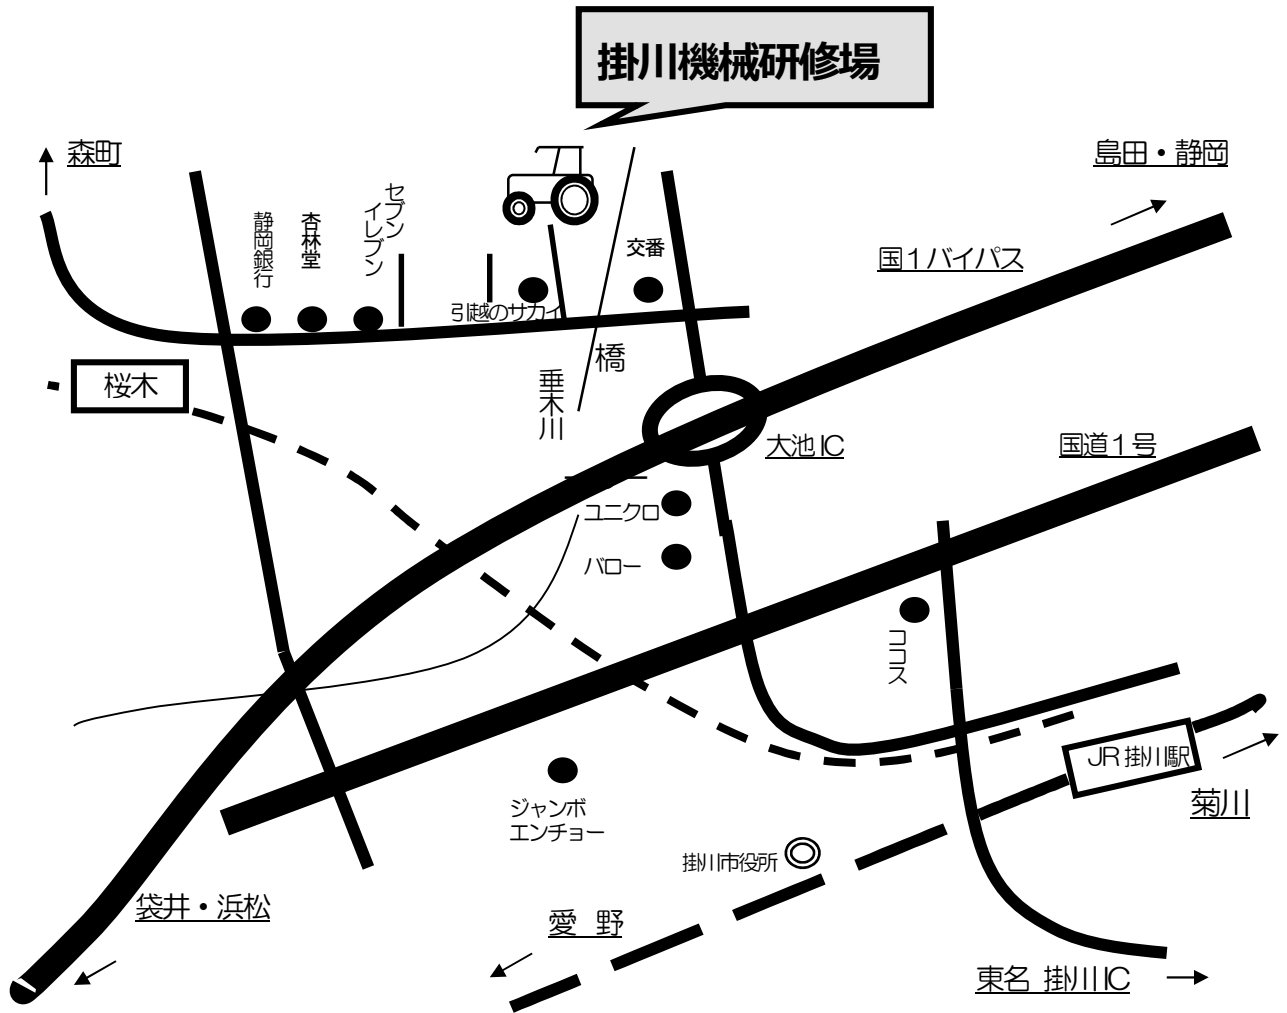 掛川機械研修場
森町
島田・静岡
静岡銀行
杏林堂
セブン
イレブン
交番
国1バイパス
引越のサカイ
橋
桜木
垂木川
大池IC
国道1号
ユニクロ
バロー
ココス
JR掛川駅
ジャンボ
エンチョー
菊川
掛川市役所
袋井・浜松
愛 野
東名 掛川IC